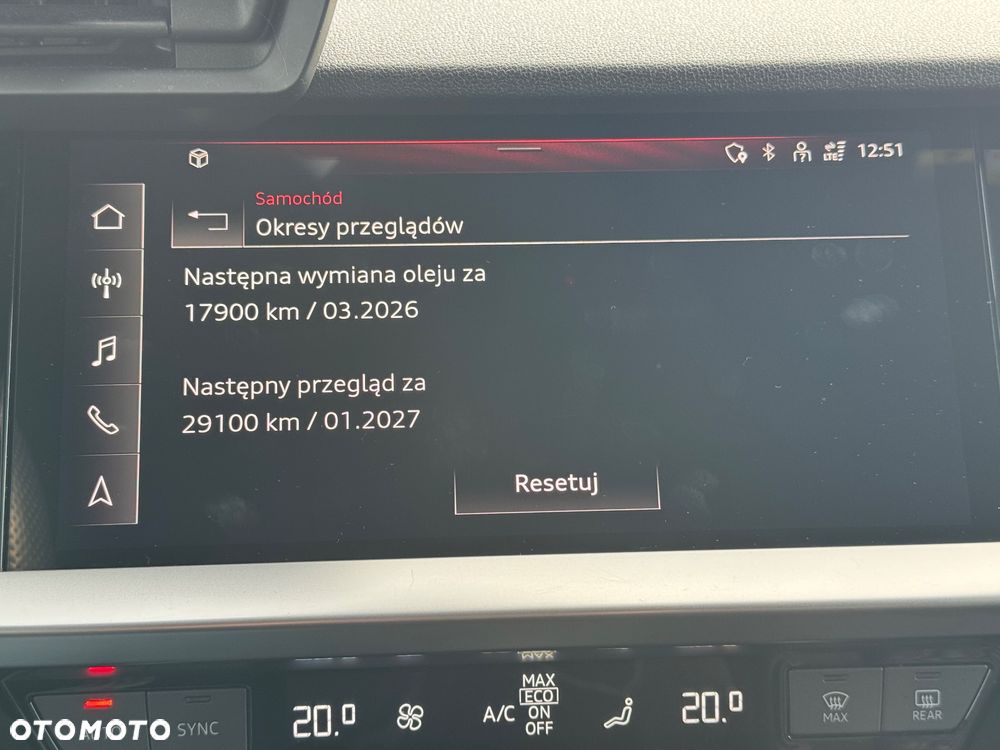 LTE
12:51
Samochód
Okresy przeglądów
Następna wymiana oleju za
17900 km / 03.2026
Następny przegląd za
29100 km / 01.2027
Resetuj
MAX
ECO
A/C ON
OFF
20.0
20.0
SYNC
MAX
REAR
OTOMOTO